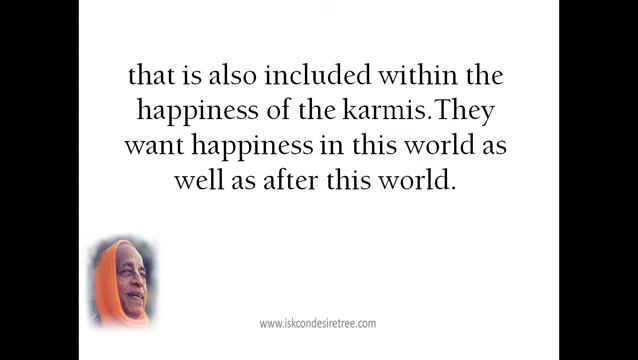 that is also included within the
happiness of the karmis.They
want happiness in this world as
well as after this world.
www.iskcondesiretree.com